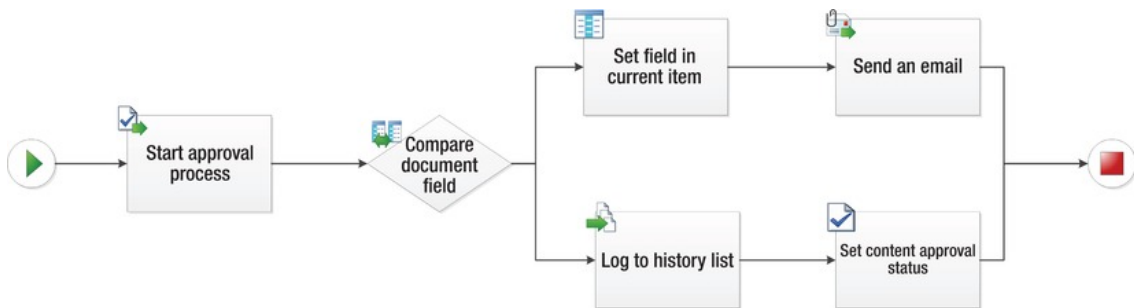 Start approval
process
Compare
document
field
Set field in
current item
Send an email
Log to history list
Set content approval
status